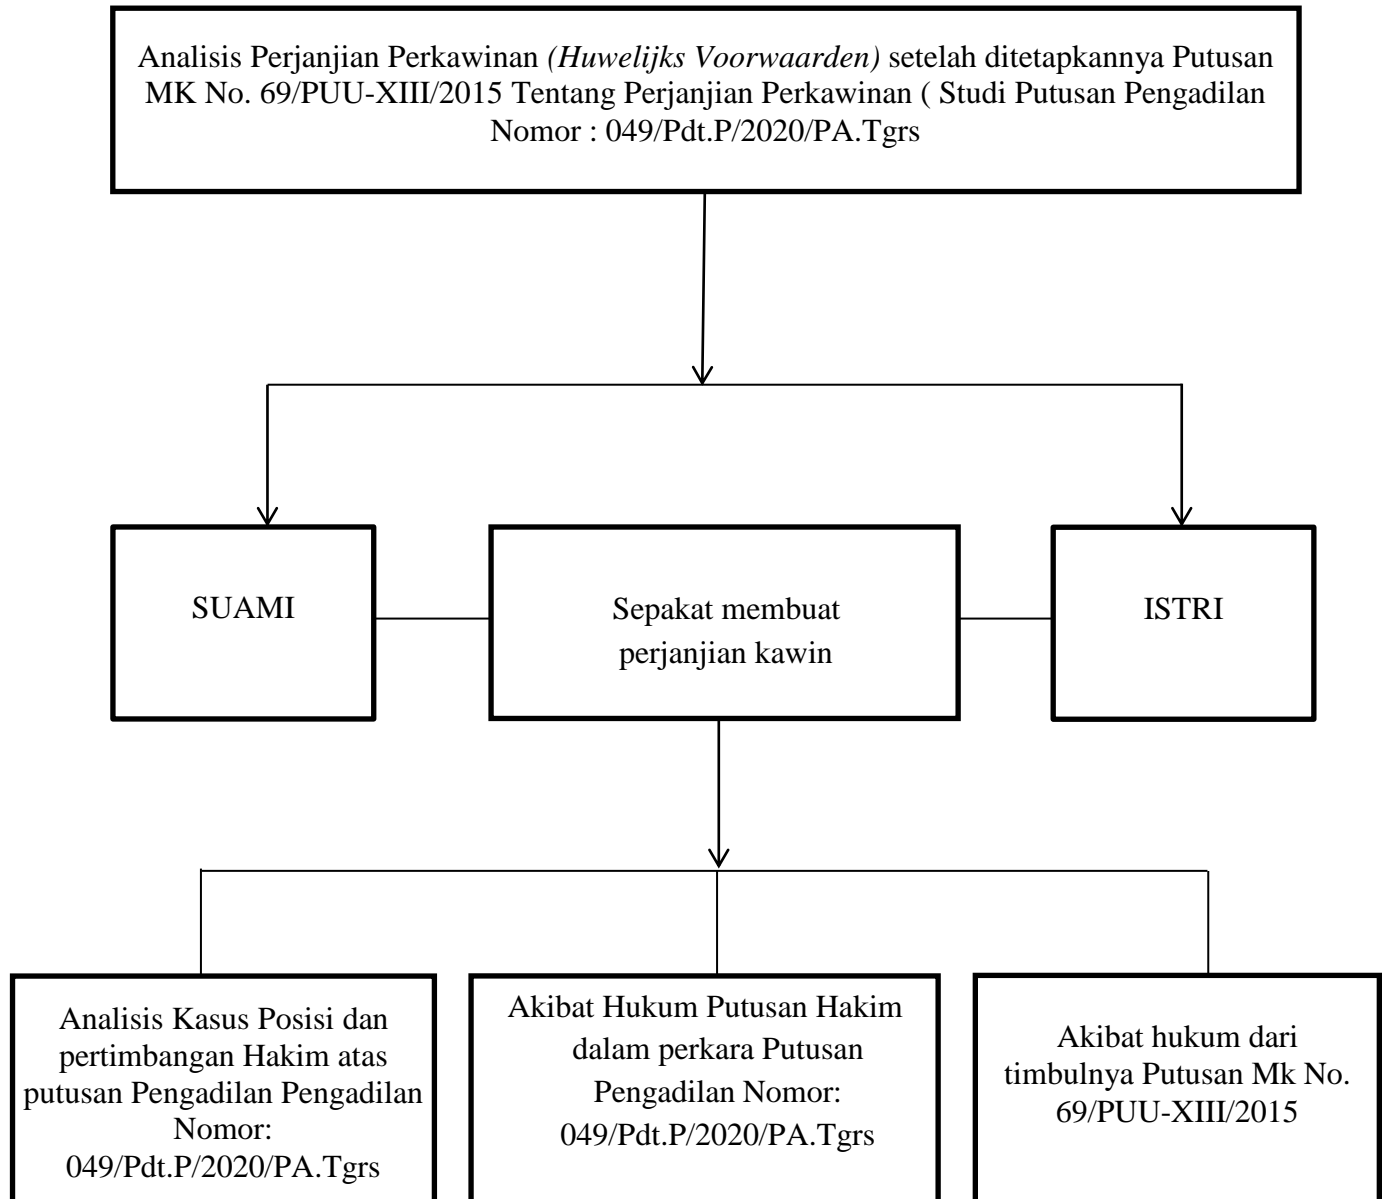 Analisis Perjanjian Perkawinan (Huwelijks Voorwaarden) setelah ditetapkannya Putusan
MK No. 69/PUU-XIII/2015 Tentang Perjanjian Perkawinan ( Studi Putusan Pengadilan
Nomor : 049/Pdt.P/2020/PA.Tgrs
SUAMI
Sepakat membuat
perjanjian kawin
ISTRI
Analisis Kasus Posisi dan
pertimbangan Hakim atas
putusan Pengadilan Pengadilan
Nomor:
049/Pdt.P/2020/PA.Tgrs
Akibat Hukum Putusan Hakim
dalam perkara Putusan
Pengadilan Nomor:
049/Pdt.P/2020/PA.Tgrs
Akibat hukum dari
timbulnya Putusan Mk No.
69/PUU-XIII/2015